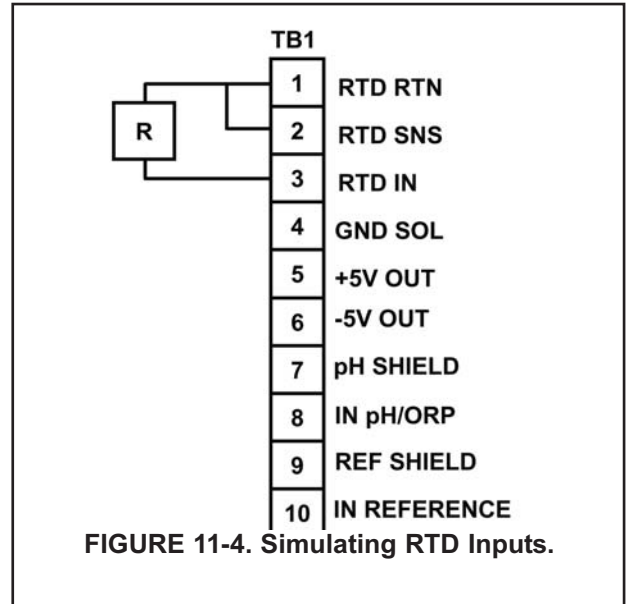 TB1
1 RTD RTN
R
2 RTD SNS
3 RTD IN
4 GND SOL
5 +5V OUT
6 -5V OUT
7 pH SHIELD
8 IN pH/ORP
9 REF SHIELD
10 IN REFERENCE
FIGURE 11-4. Simulating RTD Inputs.